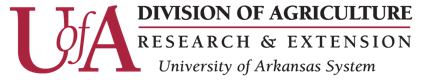 UofA
DIVISION OF AGRICULTURE
RESEARCH & EXTENSION
University of Arkansas System